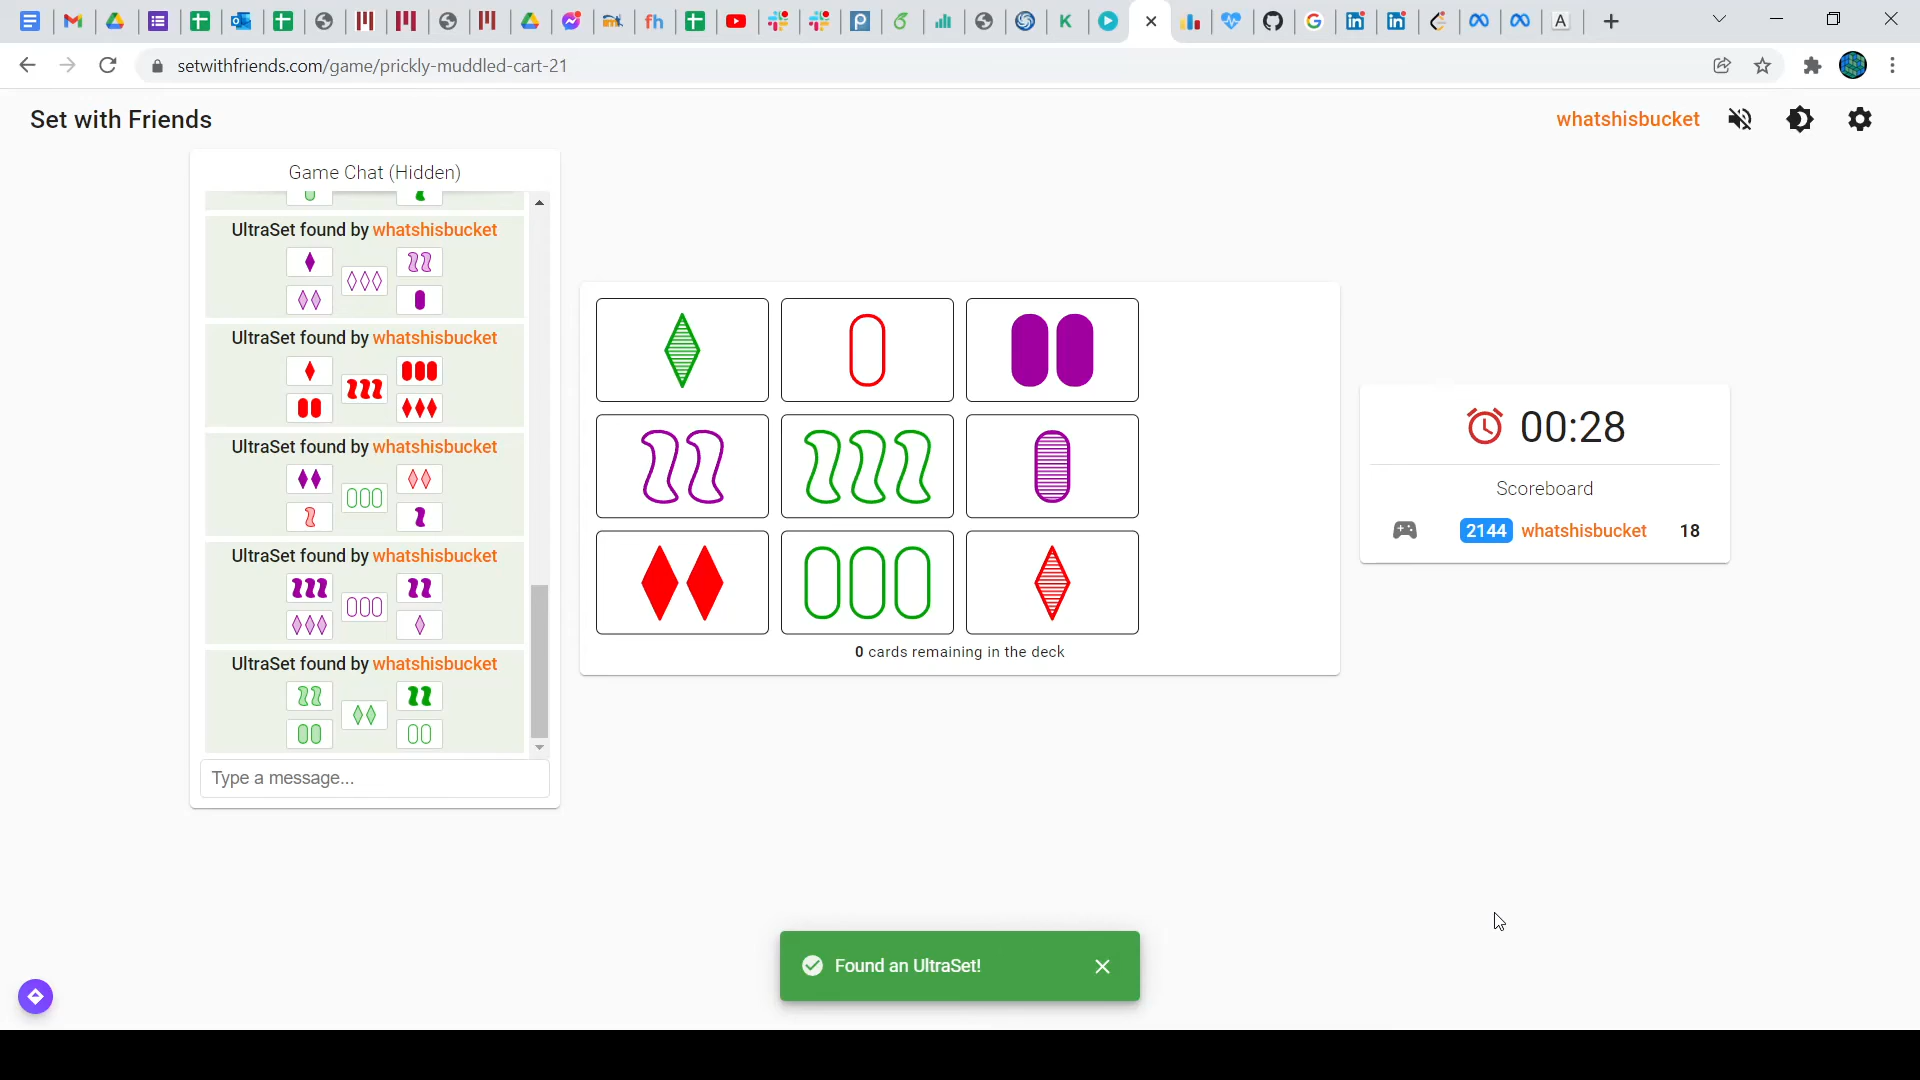 setwithfriends.com/game/prickly-muddled-cart-21
Set with Friends
whatshisbucket
Game Chat (Hidden)
UltraSet found by whatshisbucket
UltraSet found by whatshisbucket
UltraSet found by whatshisbucket
UltraSet found by whatshisbucket
UltraSet found by whatshisbucket
Type a message...
0 cards remaining in the deck
00:28
Scoreboard
2144 whatshisbucket 18
Found an UltraSet!